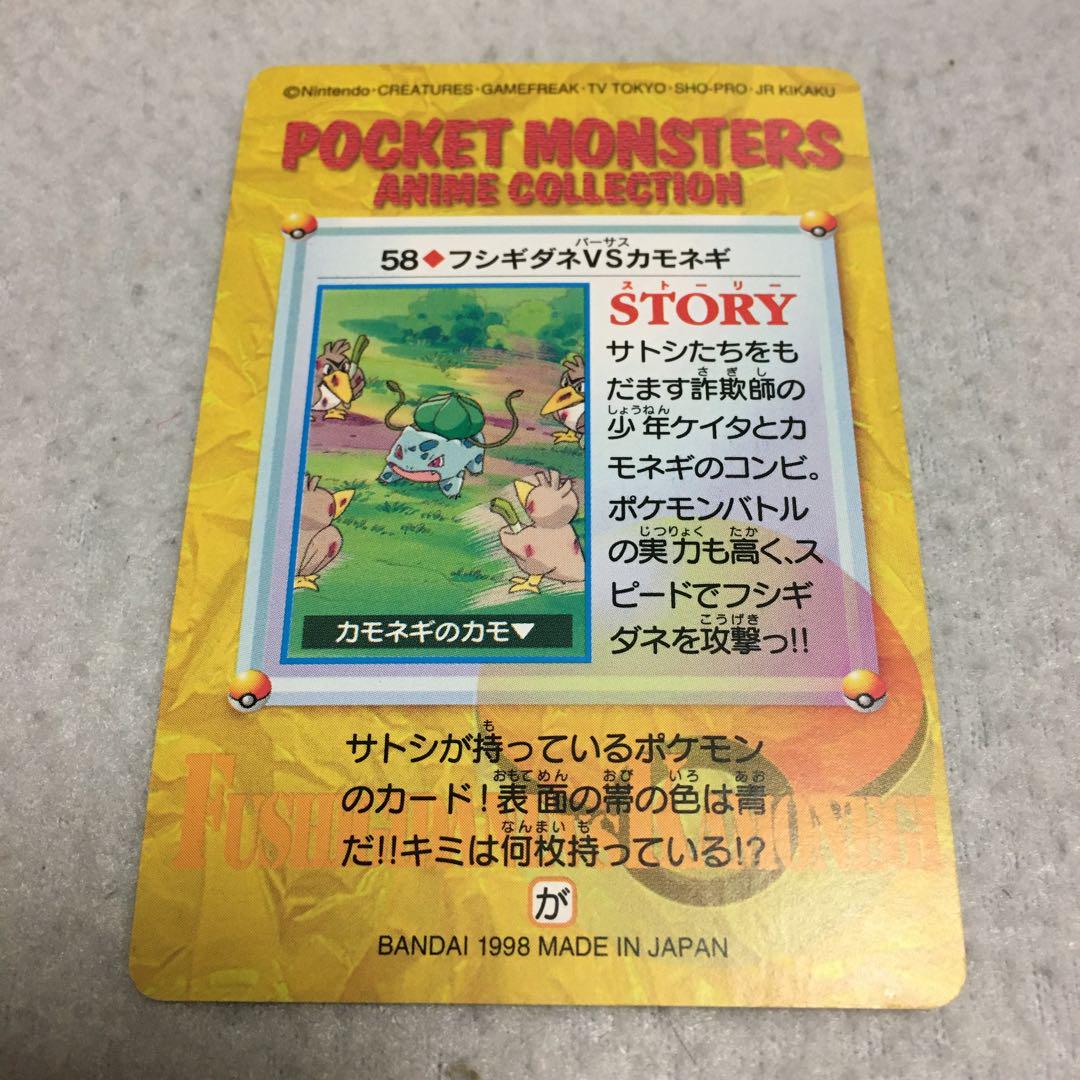 ©Nintendo・CREATURES・GAMEFREAK・TV TOKYO・SHO-PRO・JR KIKAKU
POCKET MONSTERS
ANIME COLLECTION
バーサス
58◆フシギダネVSカモネギ
ストーリー
STORY
サトシたちをも
さぎし
だます詐欺師の
しょうねん
少年ケイタとカ
モネギのコンビ。
ポケモンバトル
じつりょく たか
の実力も高く、ス
ピードでフシギ
こうげき
ダネを攻撃っ!!
カモネギのカモ▼
も
サトシが持っているポケモン
おもてめん おび いろ あお
のカード!表面の帯の色は青
なんまい も
だ!!キミは何枚持っている!?
が
BANDAI 1998 MADE IN JAPAN